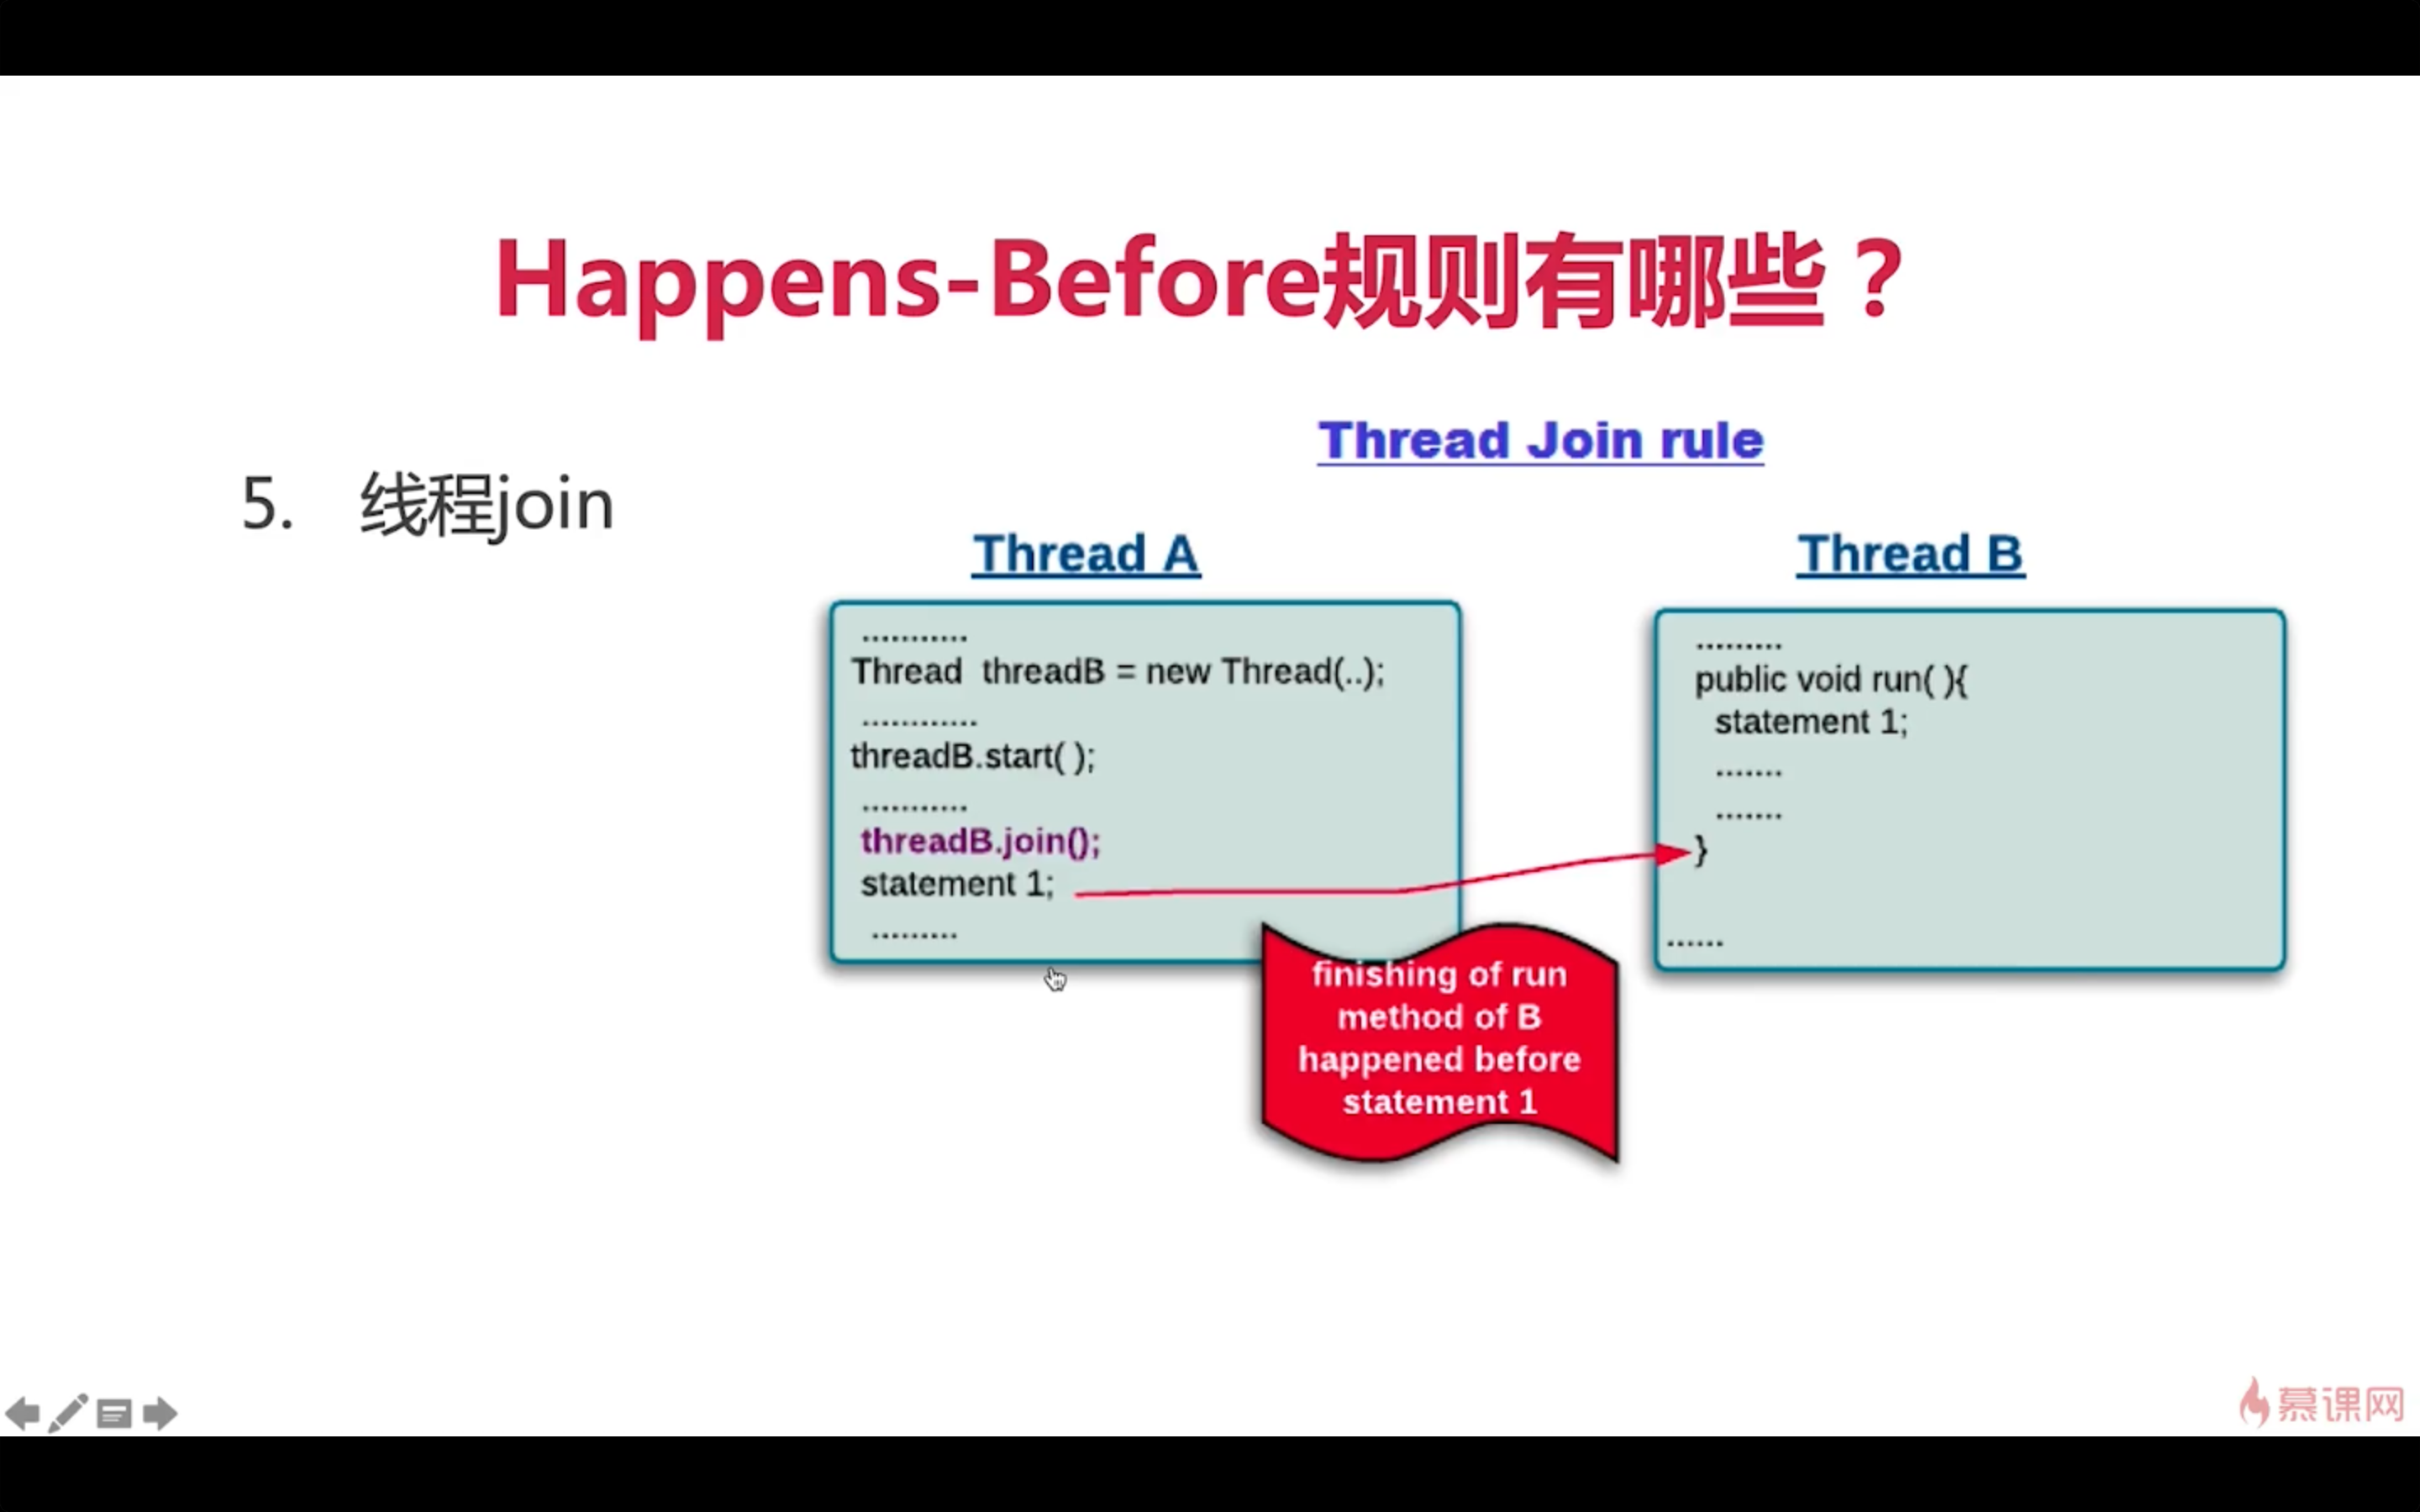 Happens-Before规则有哪些？
5. 线程join
Thread Join rule
Thread A
...........
Thread threadB = new Thread(..);
............
threadB.start( );
...........
threadB.join();
statement 1;
.........
Thread B
.........
public void run( ){
statement 1;
.......
.......
}
......
finishing of run
method of B
happened before
statement 1
慕课网